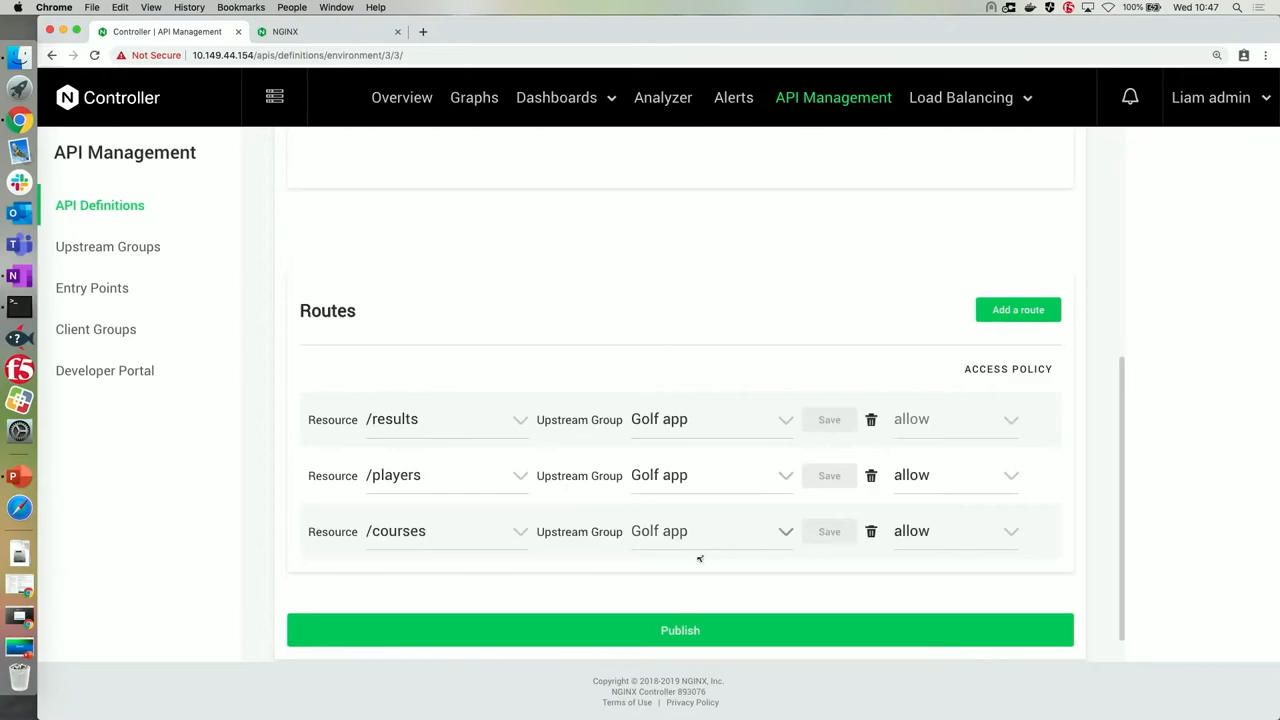 Chrome File Edit View History Bookmarks People Window Help 100% Wed 10:47
Controller | API Management × NGINX × +
Not Secure | 10.149.44.154/apis/definitions/environment/3/3/
N Controller Overview Graphs Dashboards Analyzer Alerts API Management Load Balancing Liam admin
API Management
API Definitions
Upstream Groups
Entry Points
Client Groups
Developer Portal
Routes Add a route
ACCESS POLICY
Resource /results Upstream Group Golf app Save allow
Resource /players Upstream Group Golf app Save allow
Resource /courses Upstream Group Golf app Save allow
Publish
Copyright © 2018-2019 NGINX, Inc.
NGINX Controller 893076
Terms of Use | Privacy Policy